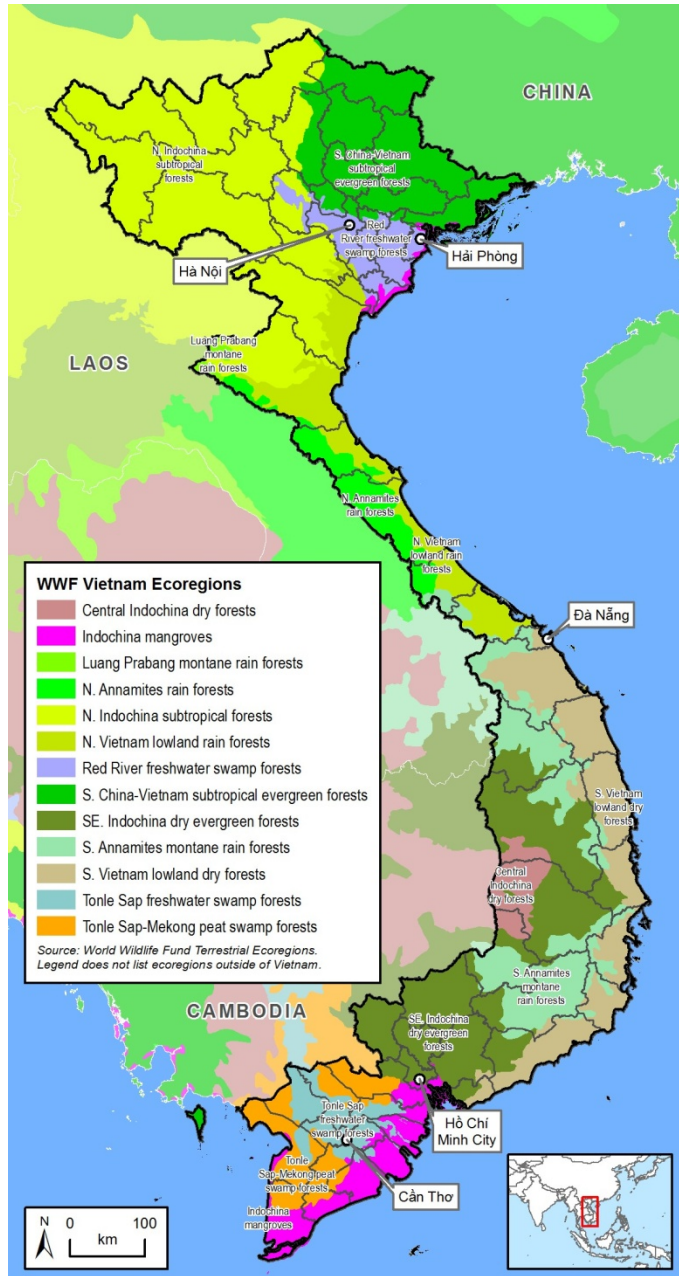 CHINA
N. Indochina
subtropical
forests
S. China-Vietnam
subtropical
evergreen forests
Red
River freshwater
swamp forests
Hà Nội
Hải Phòng
LAOS
Luang Prabang
montane
rain forests
N. Annamites
rain forests
N. Vietnam
lowland rain
forests
Đà Nẵng
WWF Vietnam Ecoregions
Central Indochina dry forests
Indochina mangroves
Luang Prabang montane rain forests
N. Annamites rain forests
N. Indochina subtropical forests
N. Vietnam lowland rain forests
Red River freshwater swamp forests
S. China-Vietnam subtropical evergreen forests
SE. Indochina dry evergreen forests
S. Annamites montane rain forests
S. Vietnam lowland dry forests
Tonle Sap freshwater swamp forests
Tonle Sap-Mekong peat swamp forests
Source: World Wildlife Fund Terrestrial Ecoregions.
Legend does not list ecoregions outside of Vietnam.
S. Vietnam
lowland dry
forests
Central
Indochina
dry forests
S. Annamites
montane
rain forests
CAMBODIA
SE. Indochina
dry evergreen
forests
Tonle Sap
freshwater
swamp forests
Hồ Chí
Minh City
Tonle
Sap-Mekong peat
swamp forests
Cần Thơ
Indochina
mangroves
N
0 100
km